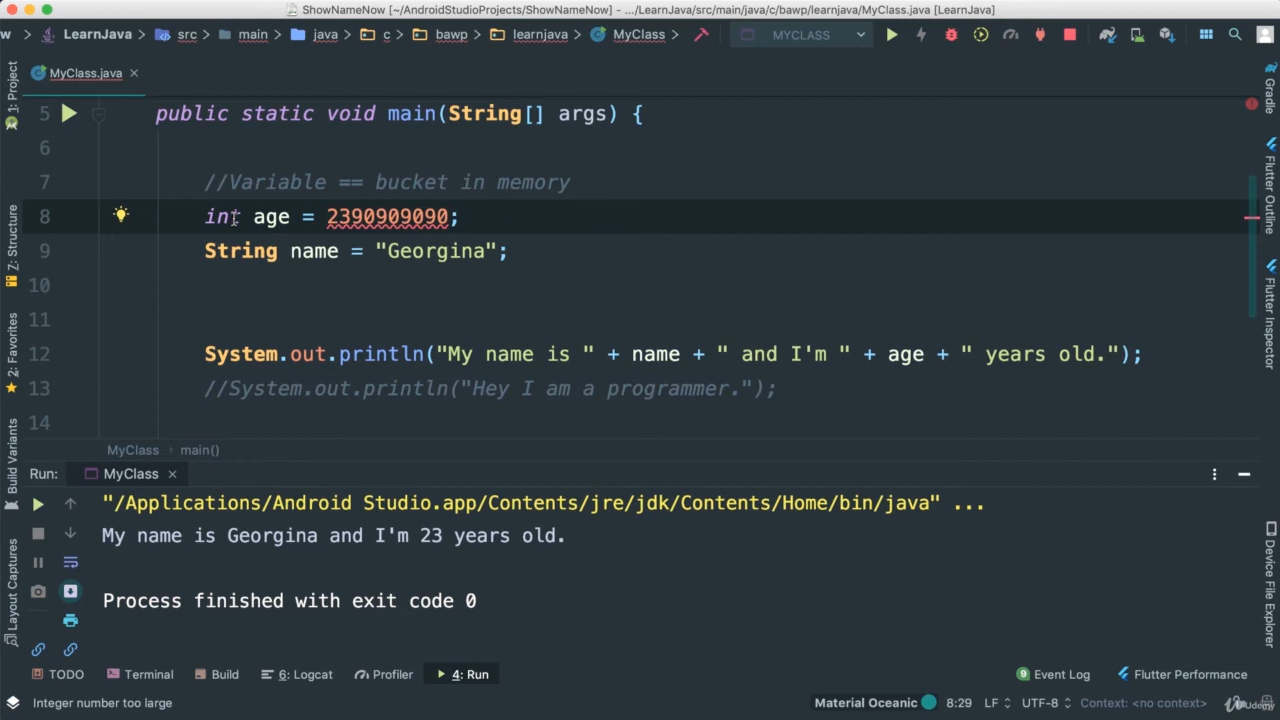 ShowNameNow [~/AndroidStudioProjects/ShowNameNow] - .../LearnJava/src/main/java/c/bawp/learnjava/MyClass.java [LearnJava]
w LearnJava src main java c bawp learnjava MyClass MYCLASS
MyClass.java
1: Project
Z: Structure
2: Favorites
Build Variants
Layout Captures
5 public static void main(String[] args) {
6
7 //Variable == bucket in memory
8 int age = 2390909090;
9 String name = "Georgina";
10
11
12 System.out.println("My name is " + name + " and I'm " + age + " years old.");
13 //System.out.println("Hey I am a programmer.");
14
MyClass main()
Gradle
Flutter Outline
Flutter Inspector
Device File Explorer
Run: MyClass
"/Applications/Android Studio.app/Contents/jre/jdk/Contents/Home/bin/java" ...
My name is Georgina and I'm 23 years old.
Process finished with exit code 0
TODO Terminal Build 6: Logcat Profiler 4: Run 9 Event Log Flutter Performance
Integer number too large Material Oceanic 8:29 LF UTF-8 Context: <no context>
Udemy